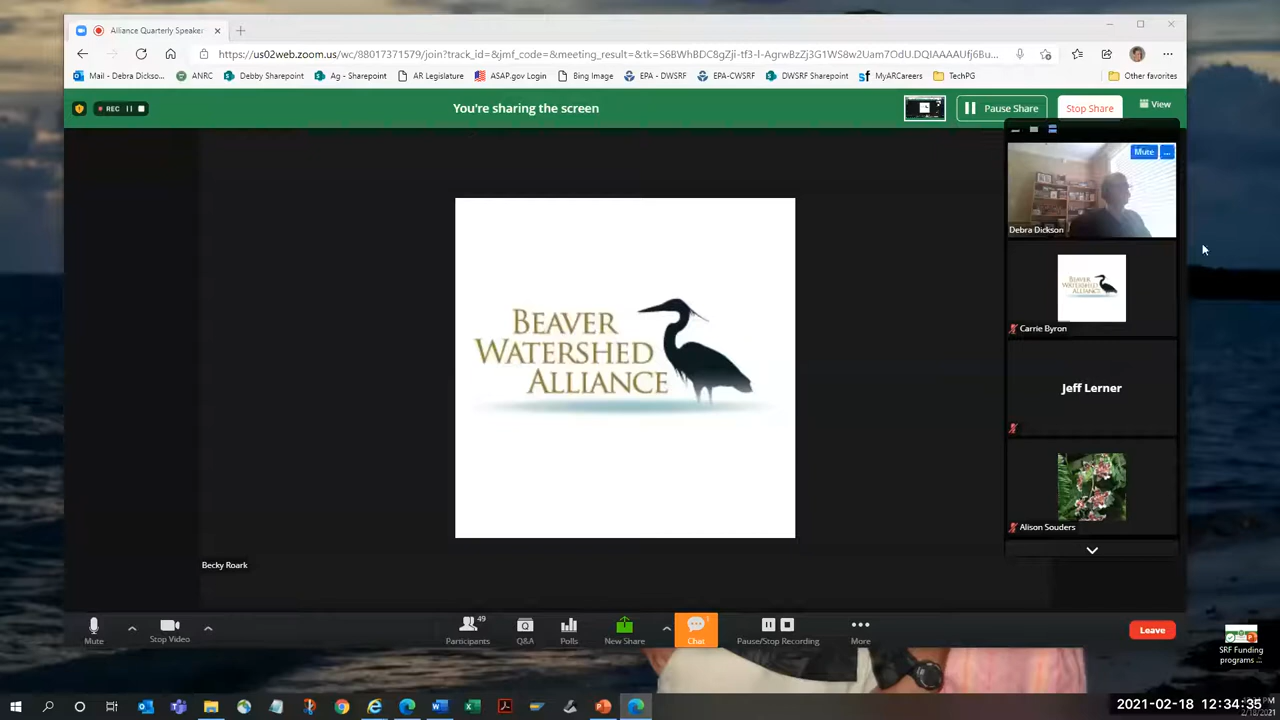 Alliance Quarterly Speake
https://us02web.zoom.us/wc/88017371579/join?track_id=&jmf_code=&meeting_result=&tk=S6BWhBDC8gZji-tf3-l-AgrwBzZj3G1WS8w2Uam7OdU.DQIAAAAUfj6Bu...
Mail - Debra Dickso... ANRC Debby Sharepoint Ag - Sharepoint AR Legislature ASAP.gov Login Bing Image EPA - DWSRF EPA-CWSRF DWSRF Sharepoint MyARCareers TechPG Other favorites
REC You're sharing the screen Pause Share Stop Share View
Mute ...
Debra Dickson
BEAVER
WATERSHED
ALLIANCE
Carrie Byron
BEAVER
WATERSHED
ALLIANCE
Jeff Lerner
Alison Souders
Becky Roark
49
1
Mute Stop Video Participants Q&A Polls New Share Chat Pause/Stop Recording More Leave
SRF Funding
programs ...
2021-02-18 12:34:35